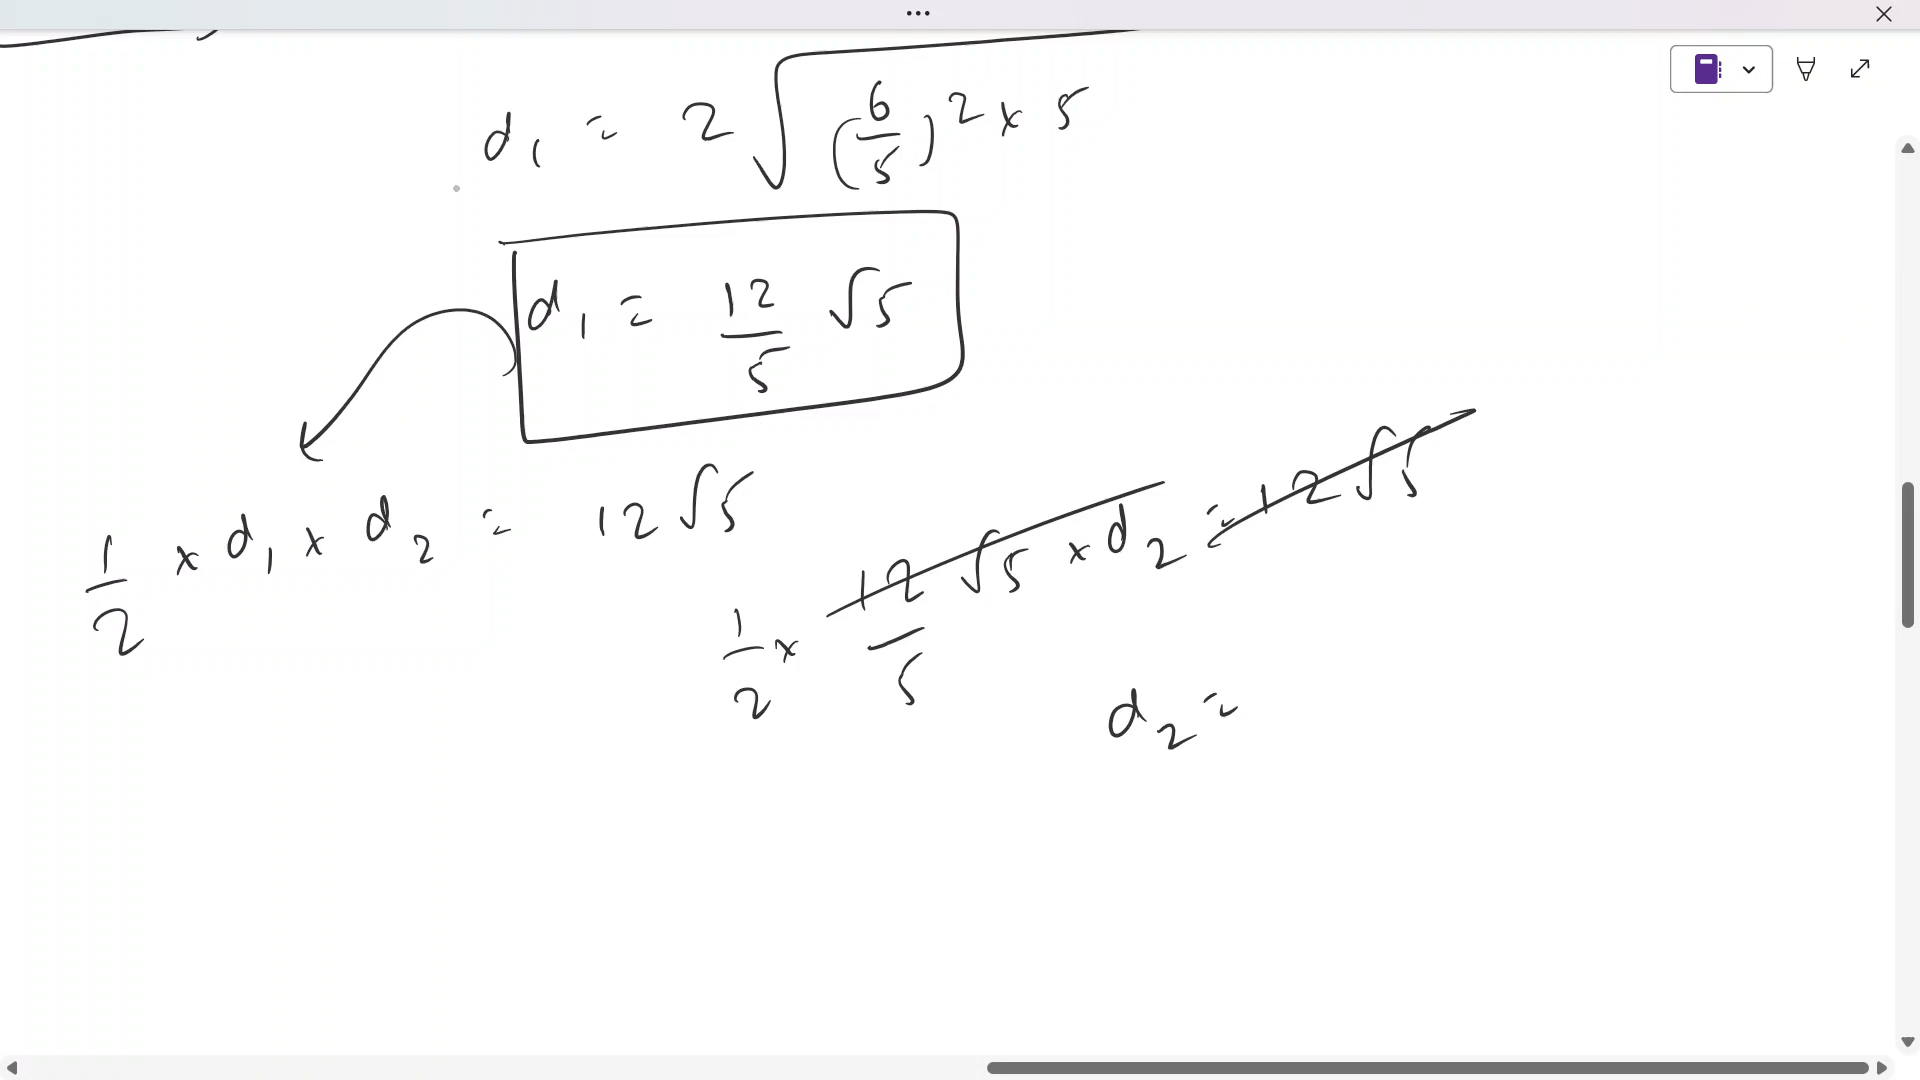 d₁ = 2√((6/5)² × 5)
d₁ = 12/5 √5
1/2 × d₁ × d₂ = 12√5
1/2 × 12/5 √5 × d₂ = 12√5
d₂ =